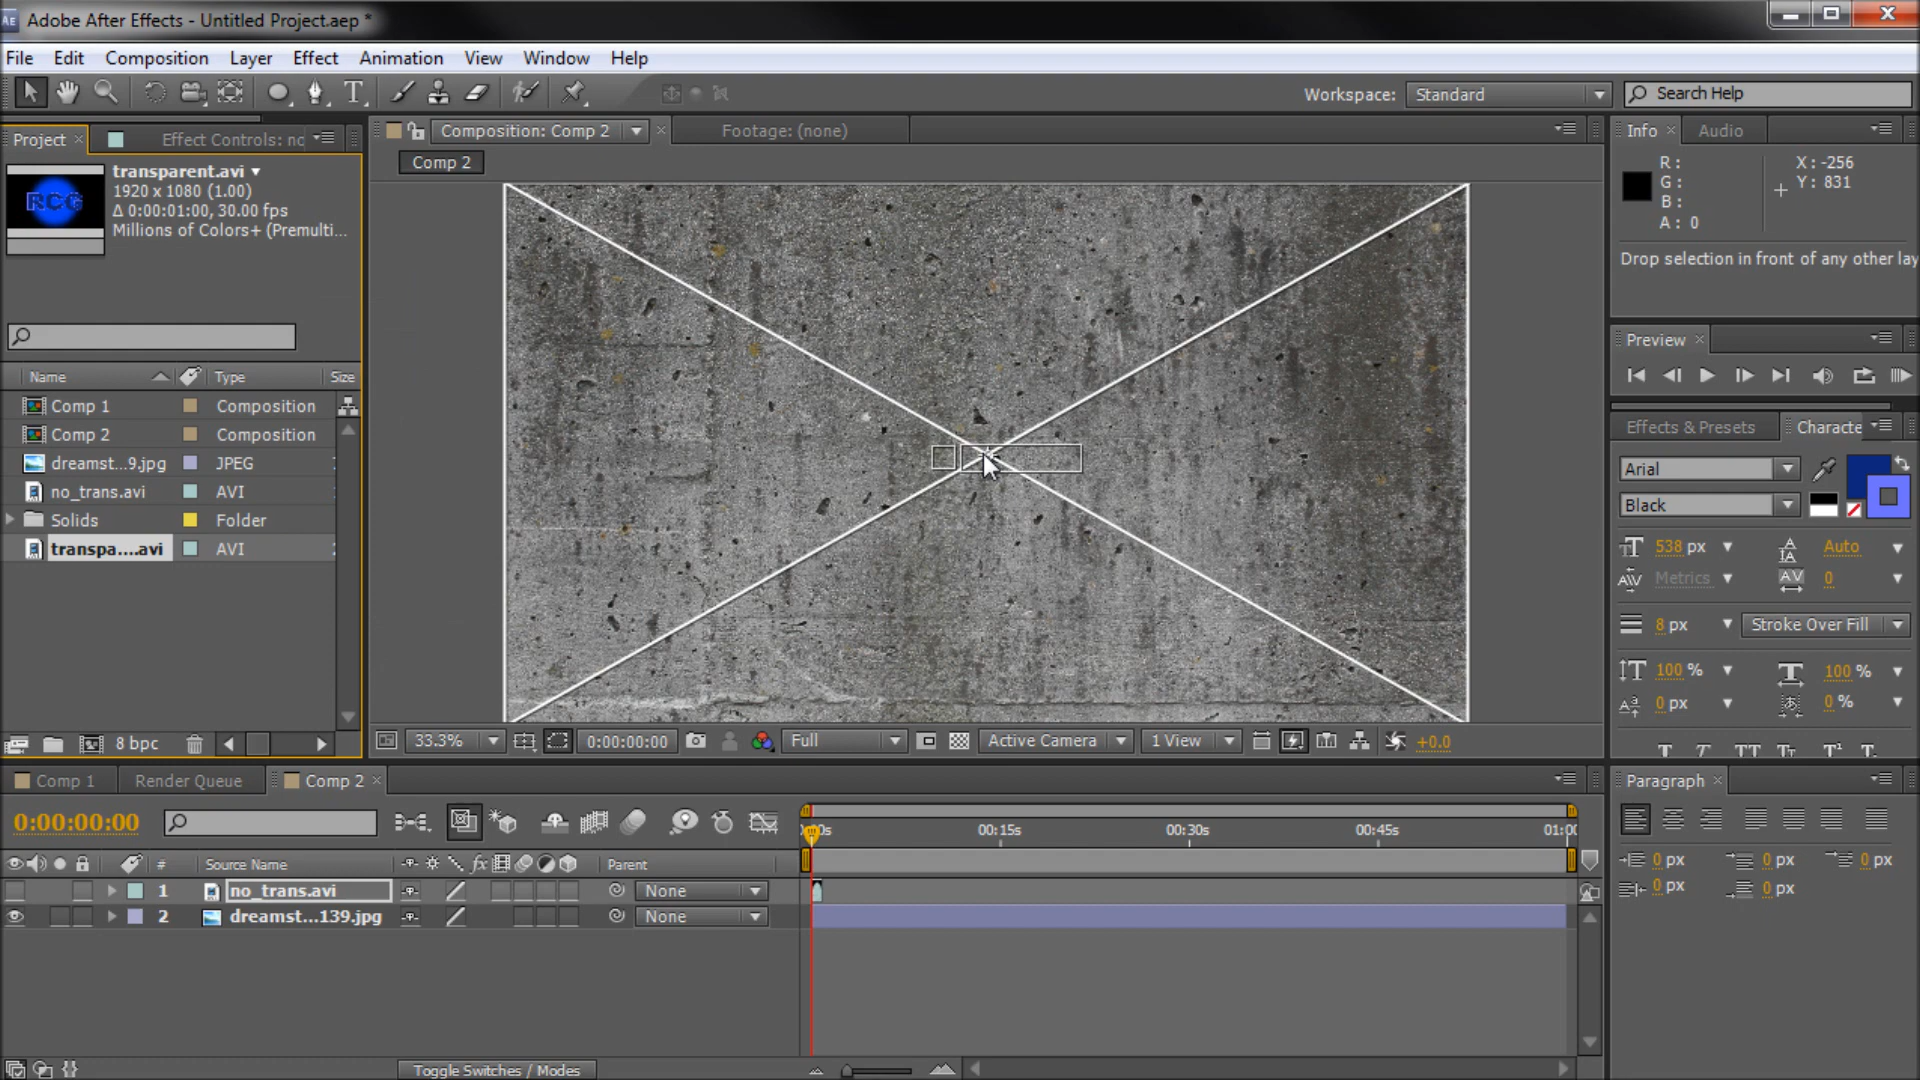 Adobe After Effects - Untitled Project.aep *
File Edit Composition Layer Effect Animation View Window Help
Workspace: Standard Search Help
Project Effect Controls: no
transparent.avi
1920 x 1080 (1.00)
Δ 0:00:01:00, 30.00 fps
Millions of Colors+ (Premulti...
RCG
Name Type Size
Comp 1 Composition
Comp 2 Composition
dreamst...9.jpg JPEG
no_trans.avi AVI
Solids Folder
transpa....avi AVI
8 bpc
Composition: Comp 2 Footage: (none)
Comp 2
33.3% 0:00:00:00 Full Active Camera 1 View +0.0
Info Audio
R: X: -256
G: Y: 831
B:
A: 0
Drop selection in front of any other lay
Preview
Effects & Presets Characte
Arial
Black
538 px Auto
Metrics 0
8 px Stroke Over Fill
100 % 100 %
0 px 0 %
Comp 1 Render Queue Comp 2
0:00:00:00
00:15s 00:30s 00:45s 01:00
# Source Name Parent
1 no_trans.avi None
2 dreamst...139.jpg None
Toggle Switches / Modes
Paragraph
0 px 0 px 0 px
0 px 0 px